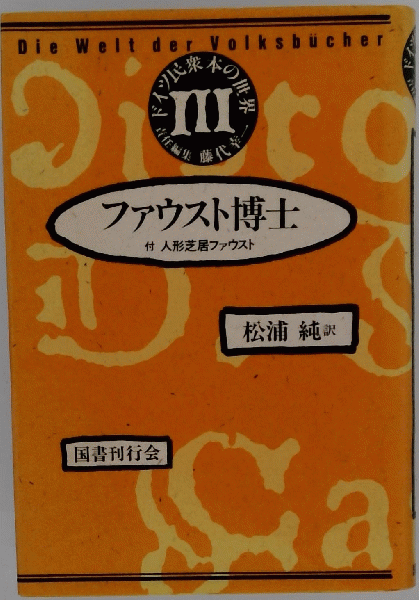 Die Welt der Volksbücher
ドイツ民衆本の世界
III
責任編集 藤代幸一
ファウスト博士
付 人形芝居ファウスト
松浦 純 訳
国書刊行会